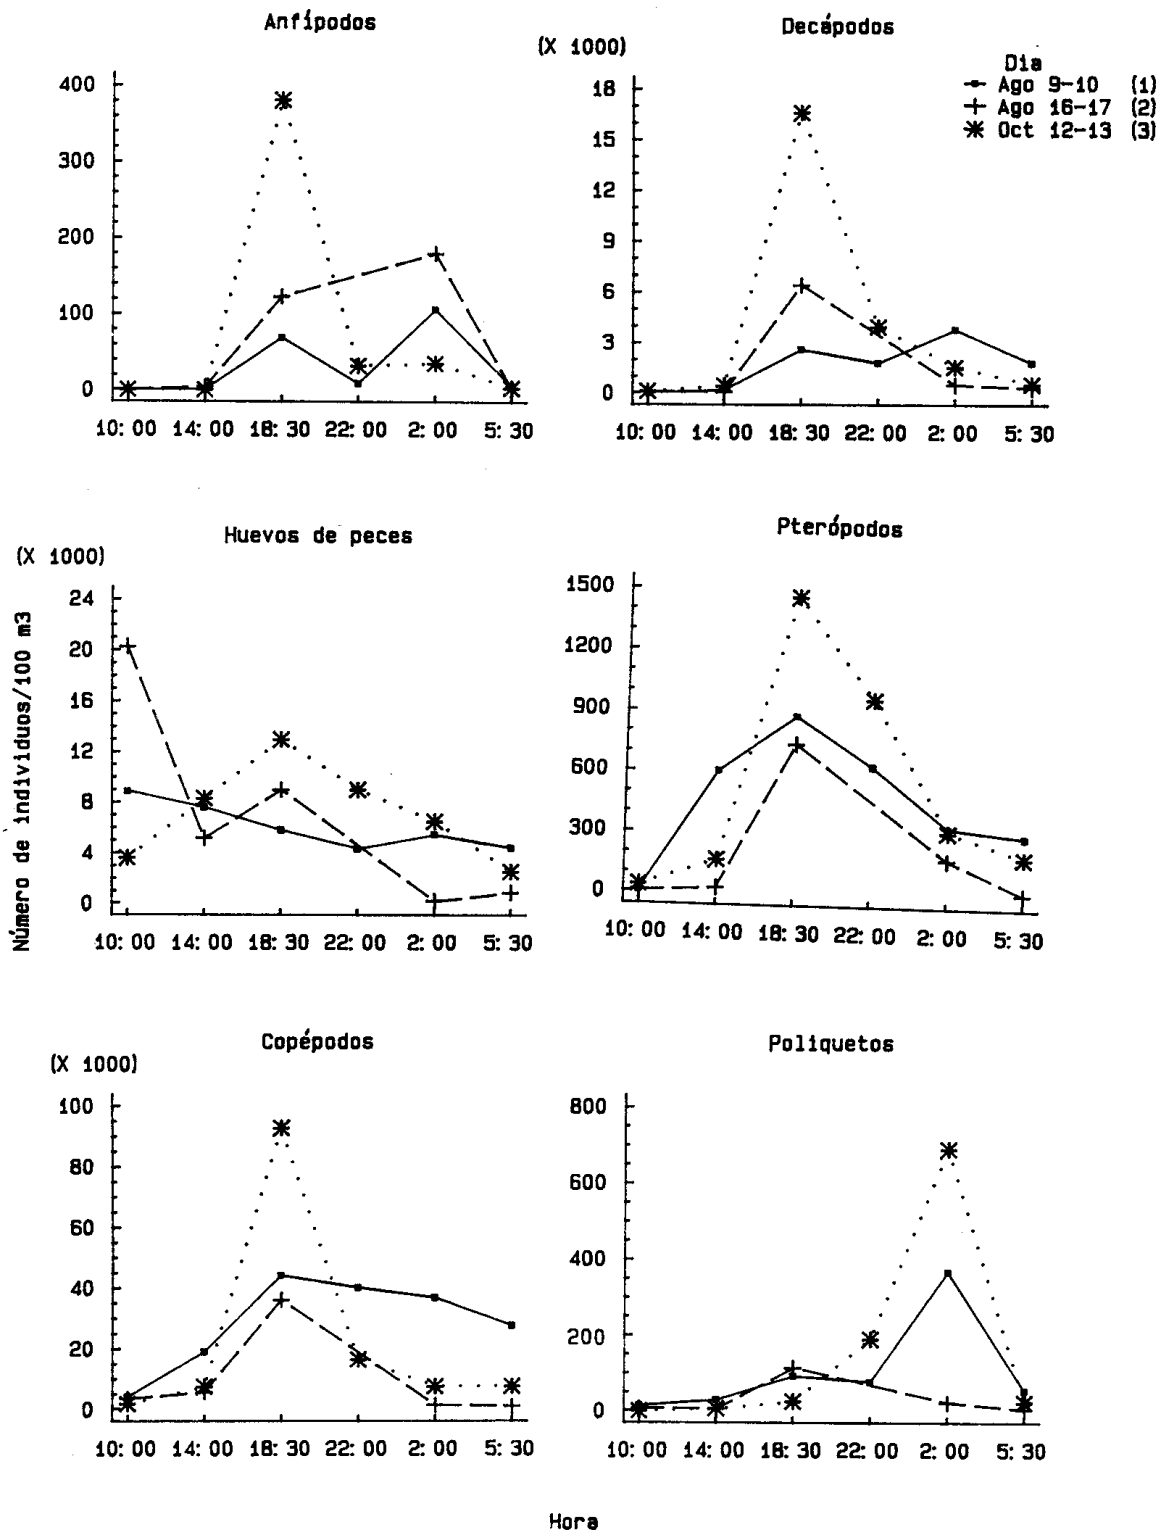 Anfípodos
400
300
200
100
0
10:00 14:00 18:30 22:00 2:00 5:30
Decápodos
(X 1000)
18
15
12
9
6
3
0
10:00 14:00 18:30 22:00 2:00 5:30
Dia
Ago 9-10 (1)
Ago 16-17 (2)
Oct 12-13 (3)
Huevos de peces
(X 1000)
24
20
16
12
8
4
0
10:00 14:00 18:30 22:00 2:00 5:30
Pterópodos
1500
1200
900
600
300
0
10:00 14:00 18:30 22:00 2:00 5:30
Número de individuos/100 m3
Copépodos
(X 1000)
100
80
60
40
20
0
10:00 14:00 18:30 22:00 2:00 5:30
Poliquetos
800
600
400
200
0
10:00 14:00 18:30 22:00 2:00 5:30
Hora